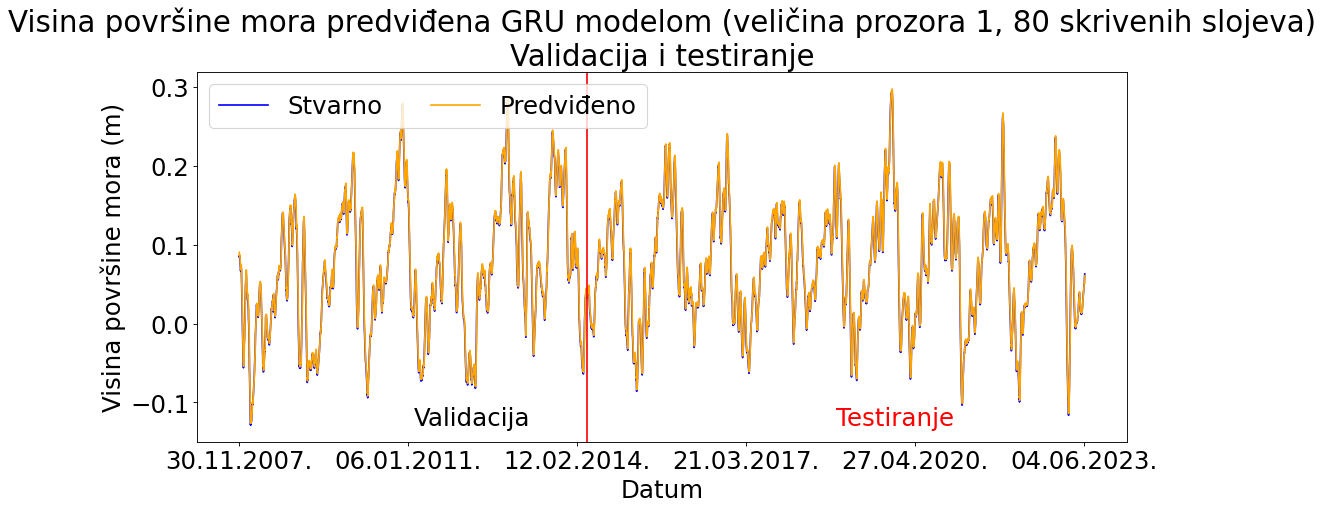 Visina površine mora predviđena GRU modelom (veličina prozora 1, 80 skrivenih slojeva)
Validacija i testiranje
Stvarno
Predviđeno
Visina površine mora (m)
0.3
0.2
0.1
0.0
−0.1
Validacija
Testiranje
30.11.2007.
06.01.2011.
12.02.2014.
21.03.2017.
27.04.2020.
04.06.2023.
Datum